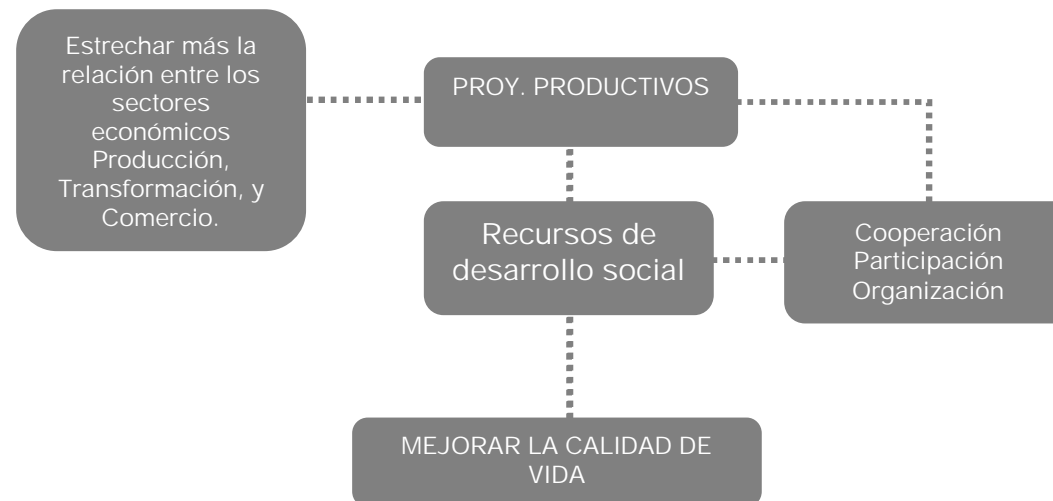 Estrechar más la
relación entre los
sectores
económicos
Producción,
Transformación, y
Comercio.
PROY. PRODUCTIVOS
Recursos de
desarrollo social
Cooperación
Participación
Organización
MEJORAR LA CALIDAD DE
VIDA